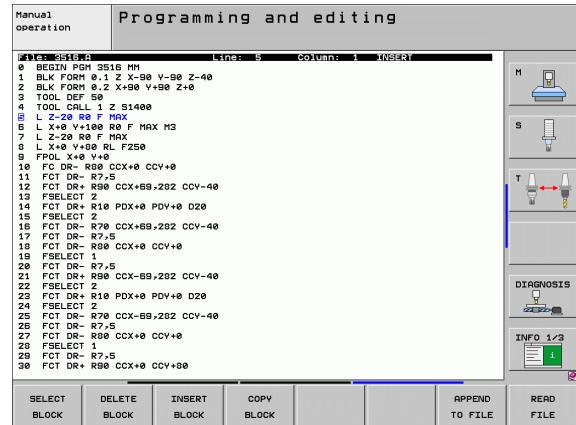 Manual
operation
Programming and editing
File: 3516.A Line: 5 Column: 1 INSERT
0 BEGIN PGM 3516 MM
1 BLK FORM 0.1 Z X-90 Y-90 Z-40
2 BLK FORM 0.2 X+90 Y+90 Z+0
3 TOOL DEF 50
4 TOOL CALL 1 Z S1400
5 L Z-20 R0 F MAX
6 L X+0 Y+100 R0 F MAX M3
7 L Z-20 R0 F MAX
8 L X+0 Y+80 RL F250
9 FPOL X+0 Y+0
10 FC DR- R80 CCX+0 CCY+0
11 FCT DR- R7,5
12 FCT DR+ R90 CCX+69,282 CCY-40
13 FSELECT 2
14 FCT DR+ R10 PDX+0 PDY+0 D20
15 FSELECT 2
16 FCT DR- R70 CCX+69,282 CCY-40
17 FCT DR- R7,5
18 FCT DR- R80 CCX+0 CCY+0
19 FSELECT 1
20 FCT DR- R7,5
21 FCT DR+ R90 CCX-69,282 CCY-40
22 FSELECT 2
23 FCT DR+ R10 PDX+0 PDY+0 D20
24 FSELECT 2
25 FCT DR- R70 CCX-69,282 CCY-40
26 FCT DR- R7,5
27 FCT DR- R80 CCX+0 CCY+0
28 FSELECT 1
29 FCT DR- R7,5
30 FCT DR+ R90 CCX+0 CCY+80
M
S
T
DIAGNOSIS
INFO 1/3
i
SELECT BLOCK
DELETE BLOCK
INSERT BLOCK
COPY BLOCK
APPEND TO FILE
READ FILE